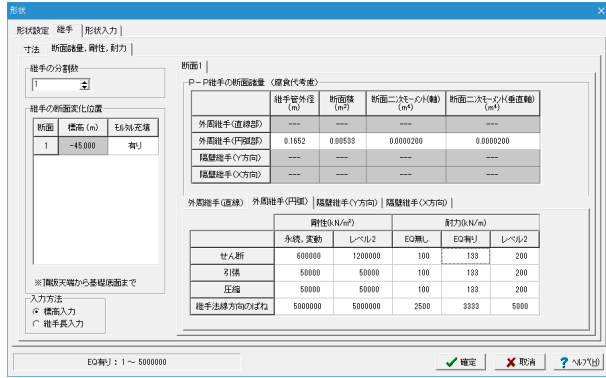 形状
形状設定 継手 形状入力
寸法 断面諸量，剛性，耐力
継手の分割数
1
継手の断面変化位置
断面 標高（m） モルタル充填
1 -45.000 有り
※頂版天端から基礎底面まで
入力方法
標高入力
継手長入力
断面1
P－P継手の断面諸量（腐食代考慮）
継手管外径（m） 断面積（m²） 断面二次モーメント(軸)（m⁴） 断面二次モーメント(垂直軸)（m⁴）
外周継手(直線部) --- --- --- ---
外周継手(円弧部) 0.1652 0.00533 0.0000200 0.0000200
隔壁継手(Y方向) --- --- --- ---
隔壁継手(X方向) --- --- --- ---
外周継手(直線) 外周継手(円弧) 隔壁継手(Y方向) 隔壁継手(X方向)
剛性(kN/m²) 耐力(kN/m)
永続，変動 レベル2 EQ無し EQ有り レベル2
せん断 600000 1200000 100 133 200
引張 50000 50000 100 133 200
圧縮 50000 50000 100 133 200
継手法線方向のばね 5000000 5000000 2500 3333 5000
EQ有り：1～5000000
確定 取消 ヘルプ(H)